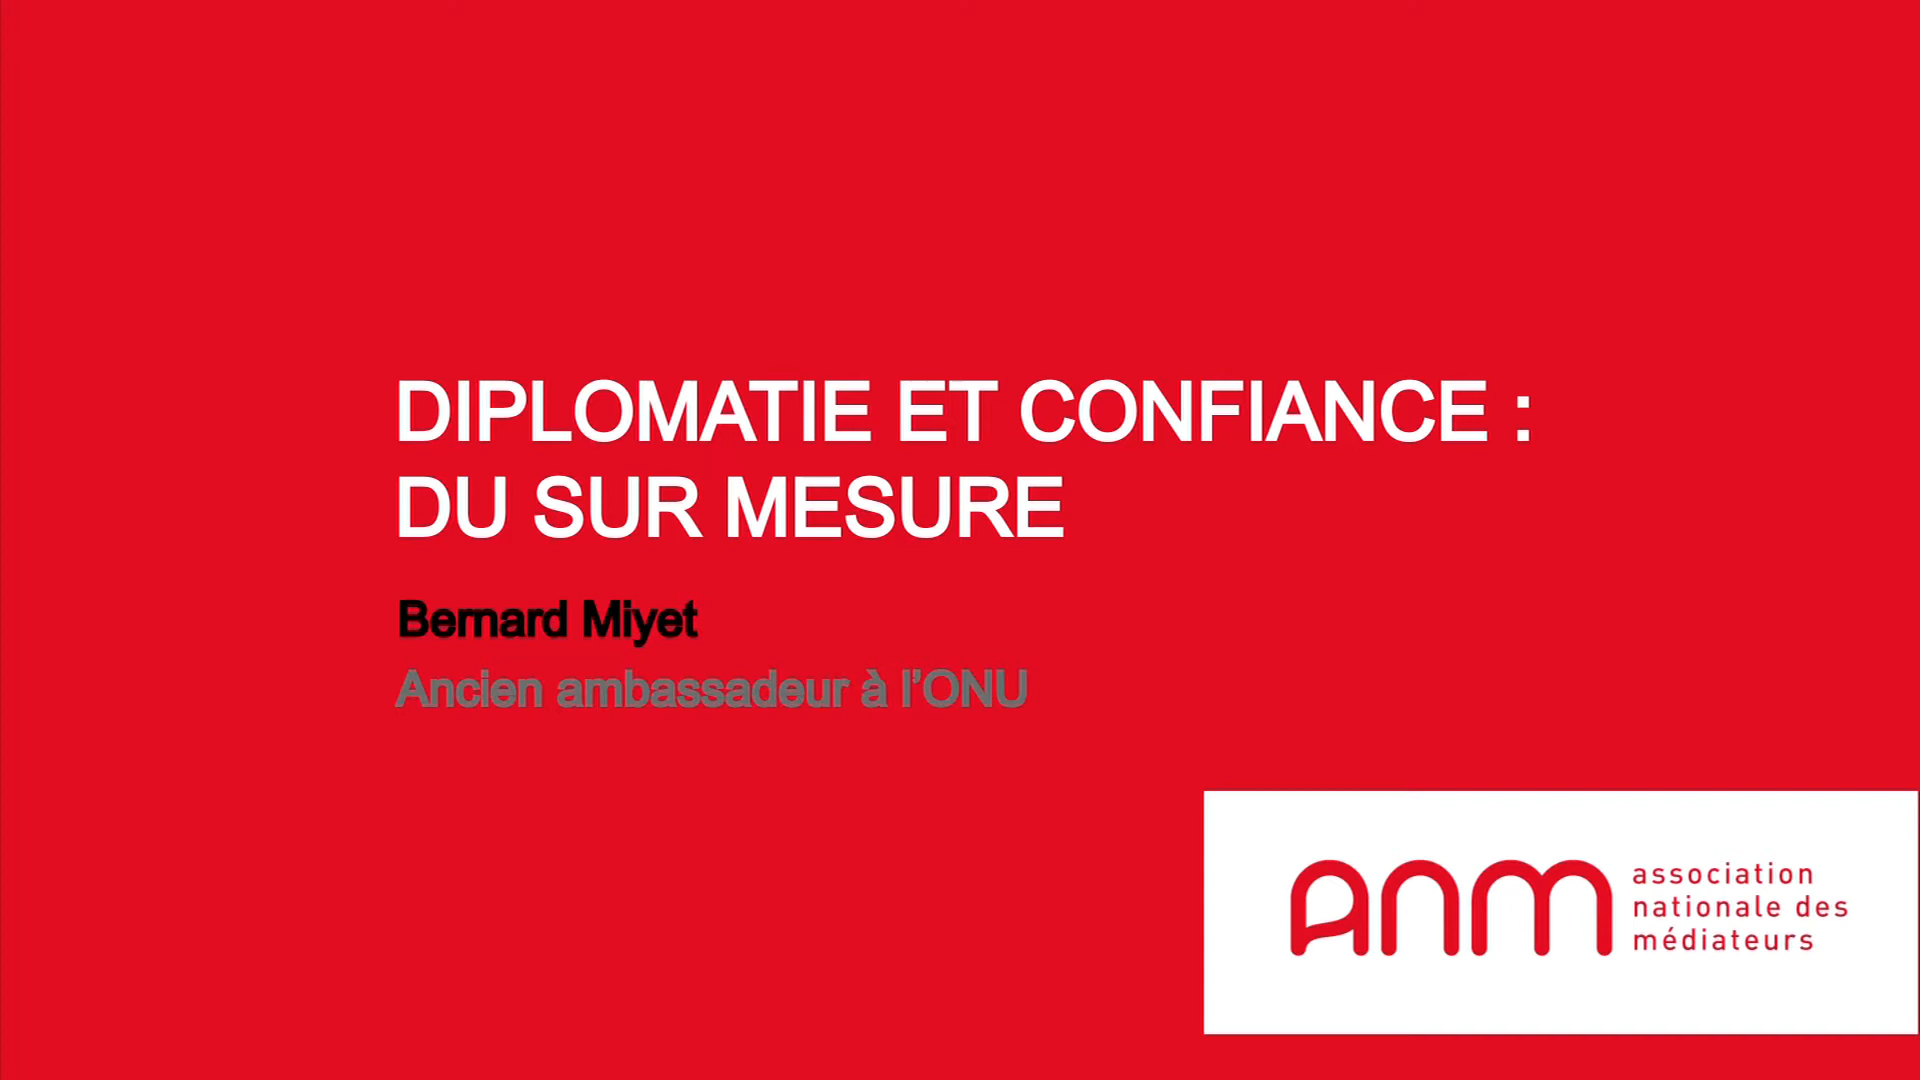 DIPLOMATIE ET CONFIANCE :
DU SUR MESURE
Bernard Miyet
Ancien ambassadeur à l’ONU
anm
association
nationale des
médiateurs